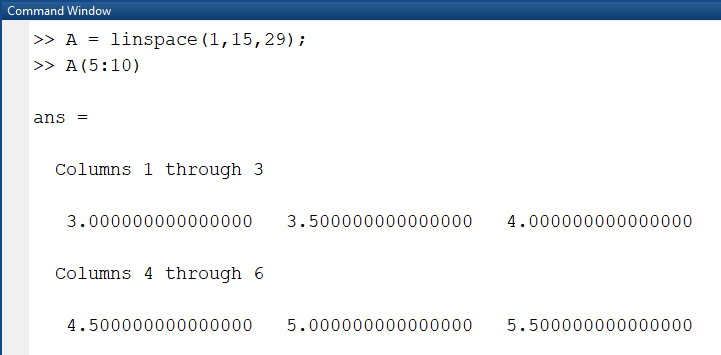 Command Window
>> A = linspace(1,15,29);
>> A(5:10)
ans =
Columns 1 through 3
3.000000000000000 3.500000000000000 4.000000000000000
Columns 4 through 6
4.500000000000000 5.000000000000000 5.500000000000000